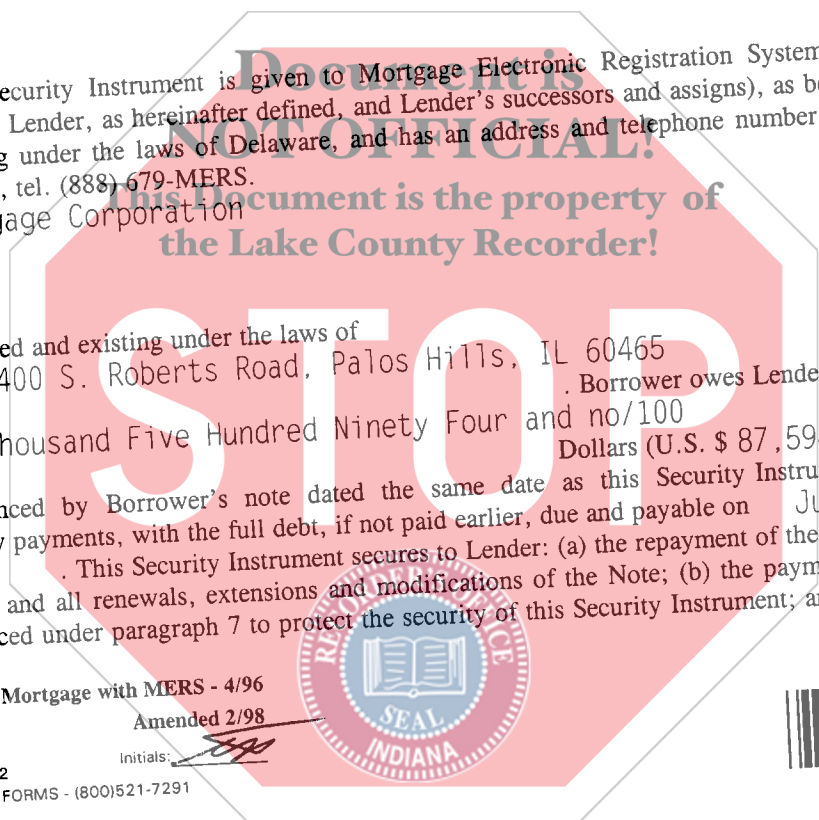 Document is
NOT OFFICIAL!
This Document is the property of
the Lake County Recorder!
STOP
ecurity Instrument is given to Mortgage Electronic Registration System
Lender, as hereinafter defined, and Lender's successors and assigns), as be
g under the laws of Delaware, and has an address and telephone number
, tel. (888) 679-MERS.
gage Corporation
ed and existing under the laws of
400 S. Roberts Road, Palos Hills, IL 60465
. Borrower owes Lende
housand Five Hundred Ninety Four and no/100
Dollars (U.S. $ 87,59
nced by Borrower's note dated the same date as this Security Instru
y payments, with the full debt, if not paid earlier, due and payable on Ju
. This Security Instrument secures to Lender: (a) the repayment of the
and all renewals, extensions and modifications of the Note; (b) the paym
ced under paragraph 7 to protect the security of this Security Instrument; a
RECORDER'S OFFICE
SEAL
INDIANA
Mortgage with MERS - 4/96
Amended 2/98
Initials:
2
FORMS - (800)521-7291